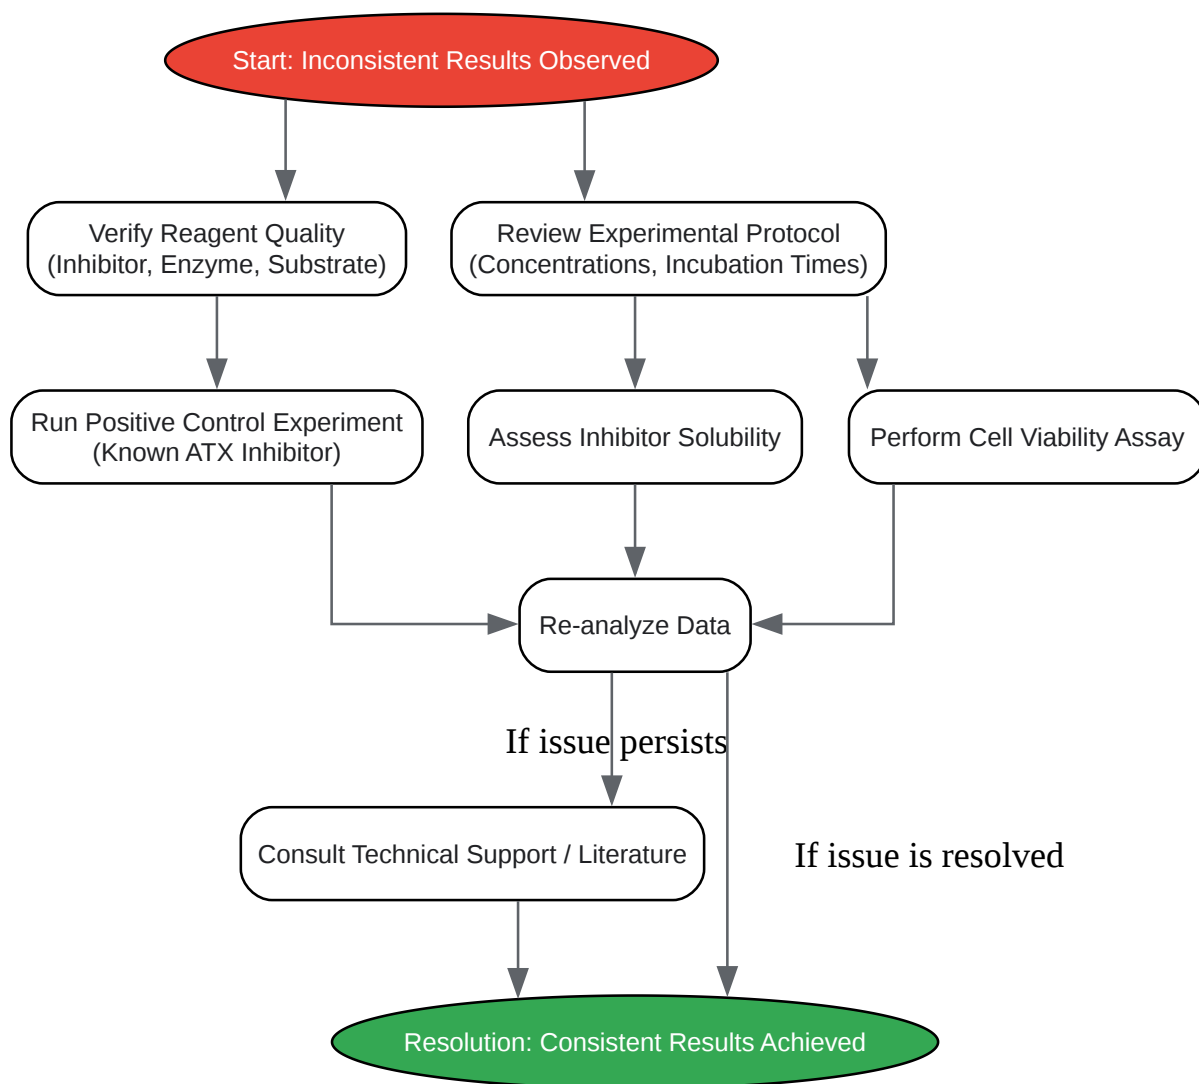 Start: Inconsistent Results Observed
Verify Reagent Quality
(Inhibitor, Enzyme, Substrate)
Review Experimental Protocol
(Concentrations, Incubation Times)
Run Positive Control Experiment
(Known ATX Inhibitor)
Assess Inhibitor Solubility
Perform Cell Viability Assay
Re-analyze Data
If issue persists
Consult Technical Support / Literature
If issue is resolved
Resolution: Consistent Results Achieved